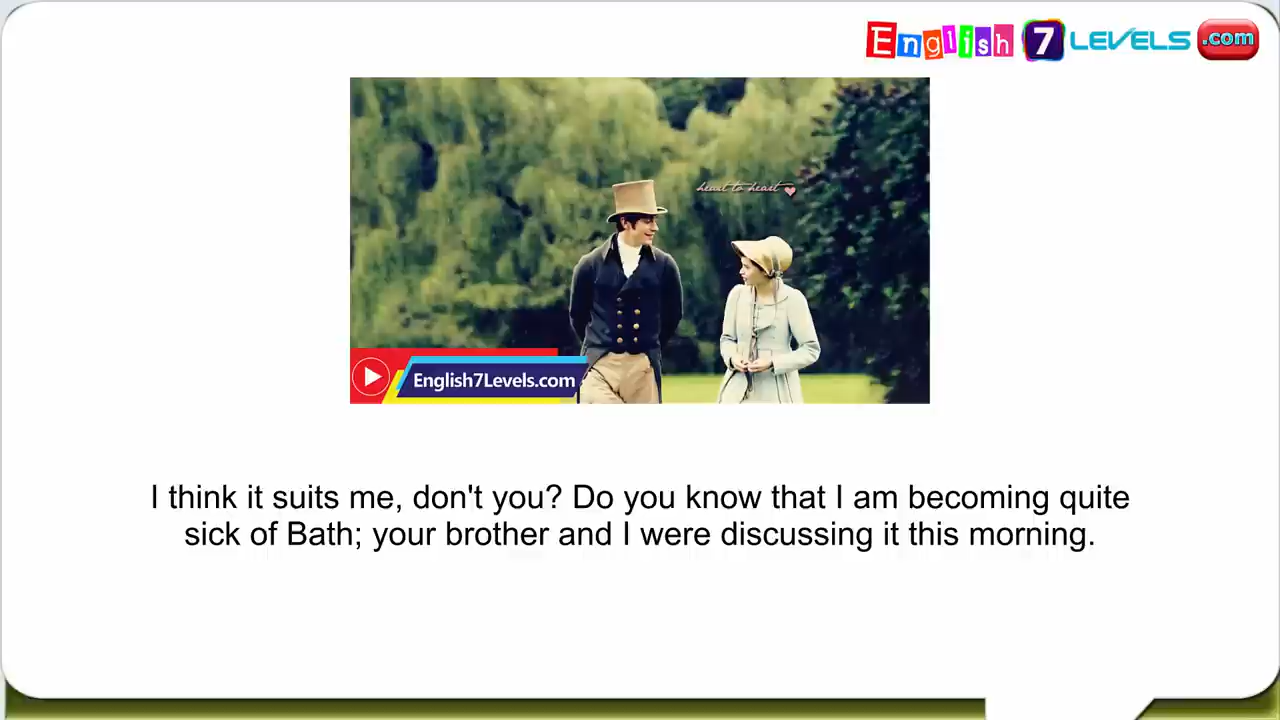 English 7 LEVELS .com
heart to heart
English7Levels.com
I think it suits me, don't you? Do you know that I am becoming quite
sick of Bath; your brother and I were discussing it this morning.